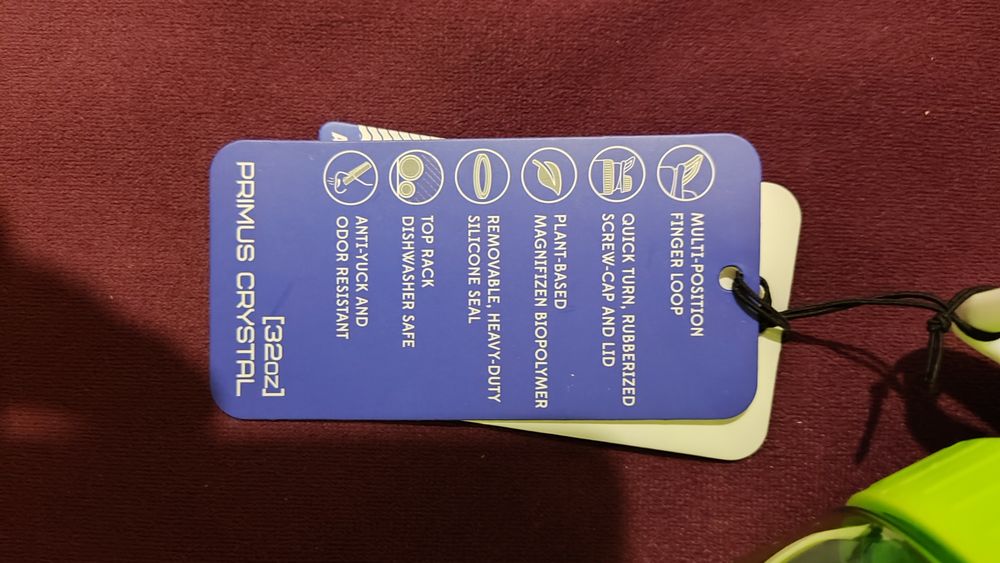 MULTI-POSITION
FINGER LOOP
QUICK TURN, RUBBERIZED
SCREW-CAP AND LID
PLANT-BASED
MAGNIFIZEN BIOPOLYMER
REMOVABLE, HEAVY-DUTY
SILICONE SEAL
TOP RACK
DISHWASHER SAFE
ANTI-YUCK AND
ODOR RESISTANT
[32OZ]
PRIMUS CRYSTAL